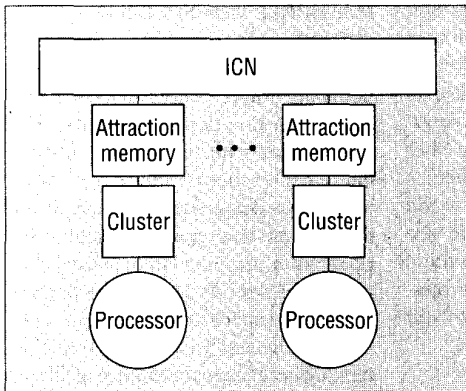 ICN
Attraction
memory
• • •
Attraction
memory
Cluster
Cluster
Processor
Processor